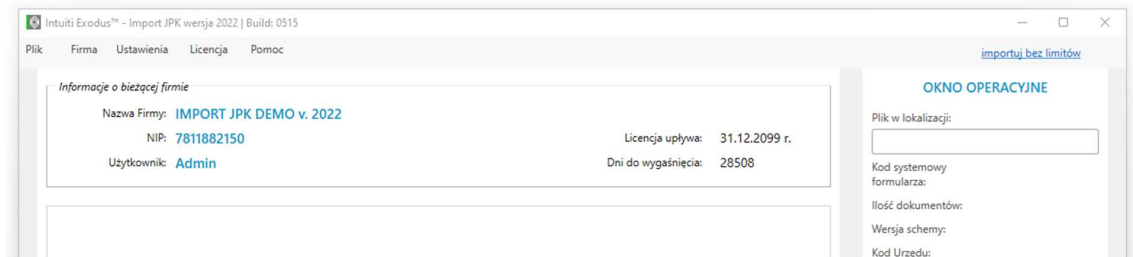 Intuiti Exodus™ - Import JPK wersja 2022 | Build: 0515
Plik Firma Ustawienia Licencja Pomoc importuj bez limitów
Informacje o bieżącej firmie
Nazwa Firmy: IMPORT JPK DEMO v. 2022
NIP: 7811882150 Licencja upływa: 31.12.2099 r.
Użytkownik: Admin Dni do wygaśnięcia: 28508
OKNO OPERACYJNE
Plik w lokalizacji:
Kod systemowy
formularza:
Ilość dokumentów:
Wersja schemy:
Kod Urzędu: